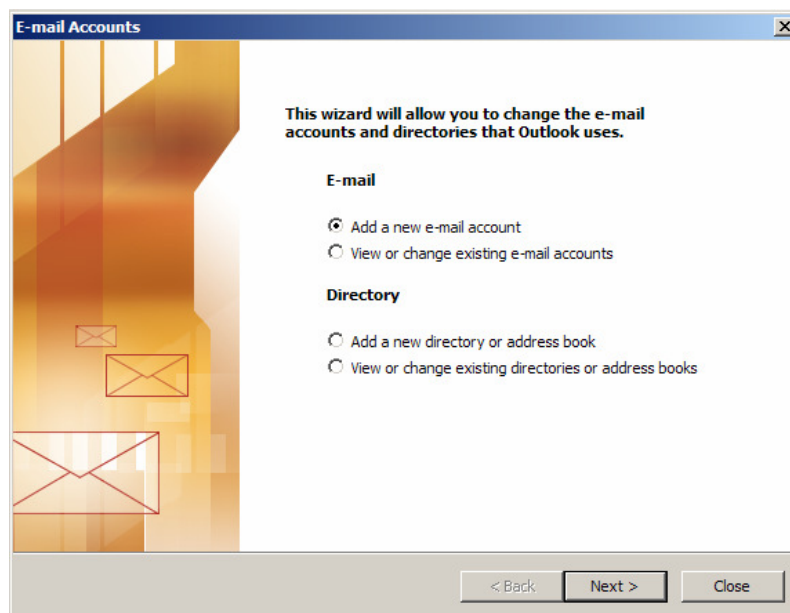 E-mail Accounts
This wizard will allow you to change the e-mail
accounts and directories that Outlook uses.
E-mail
Add a new e-mail account
View or change existing e-mail accounts
Directory
Add a new directory or address book
View or change existing directories or address books
< Back
Next >
Close